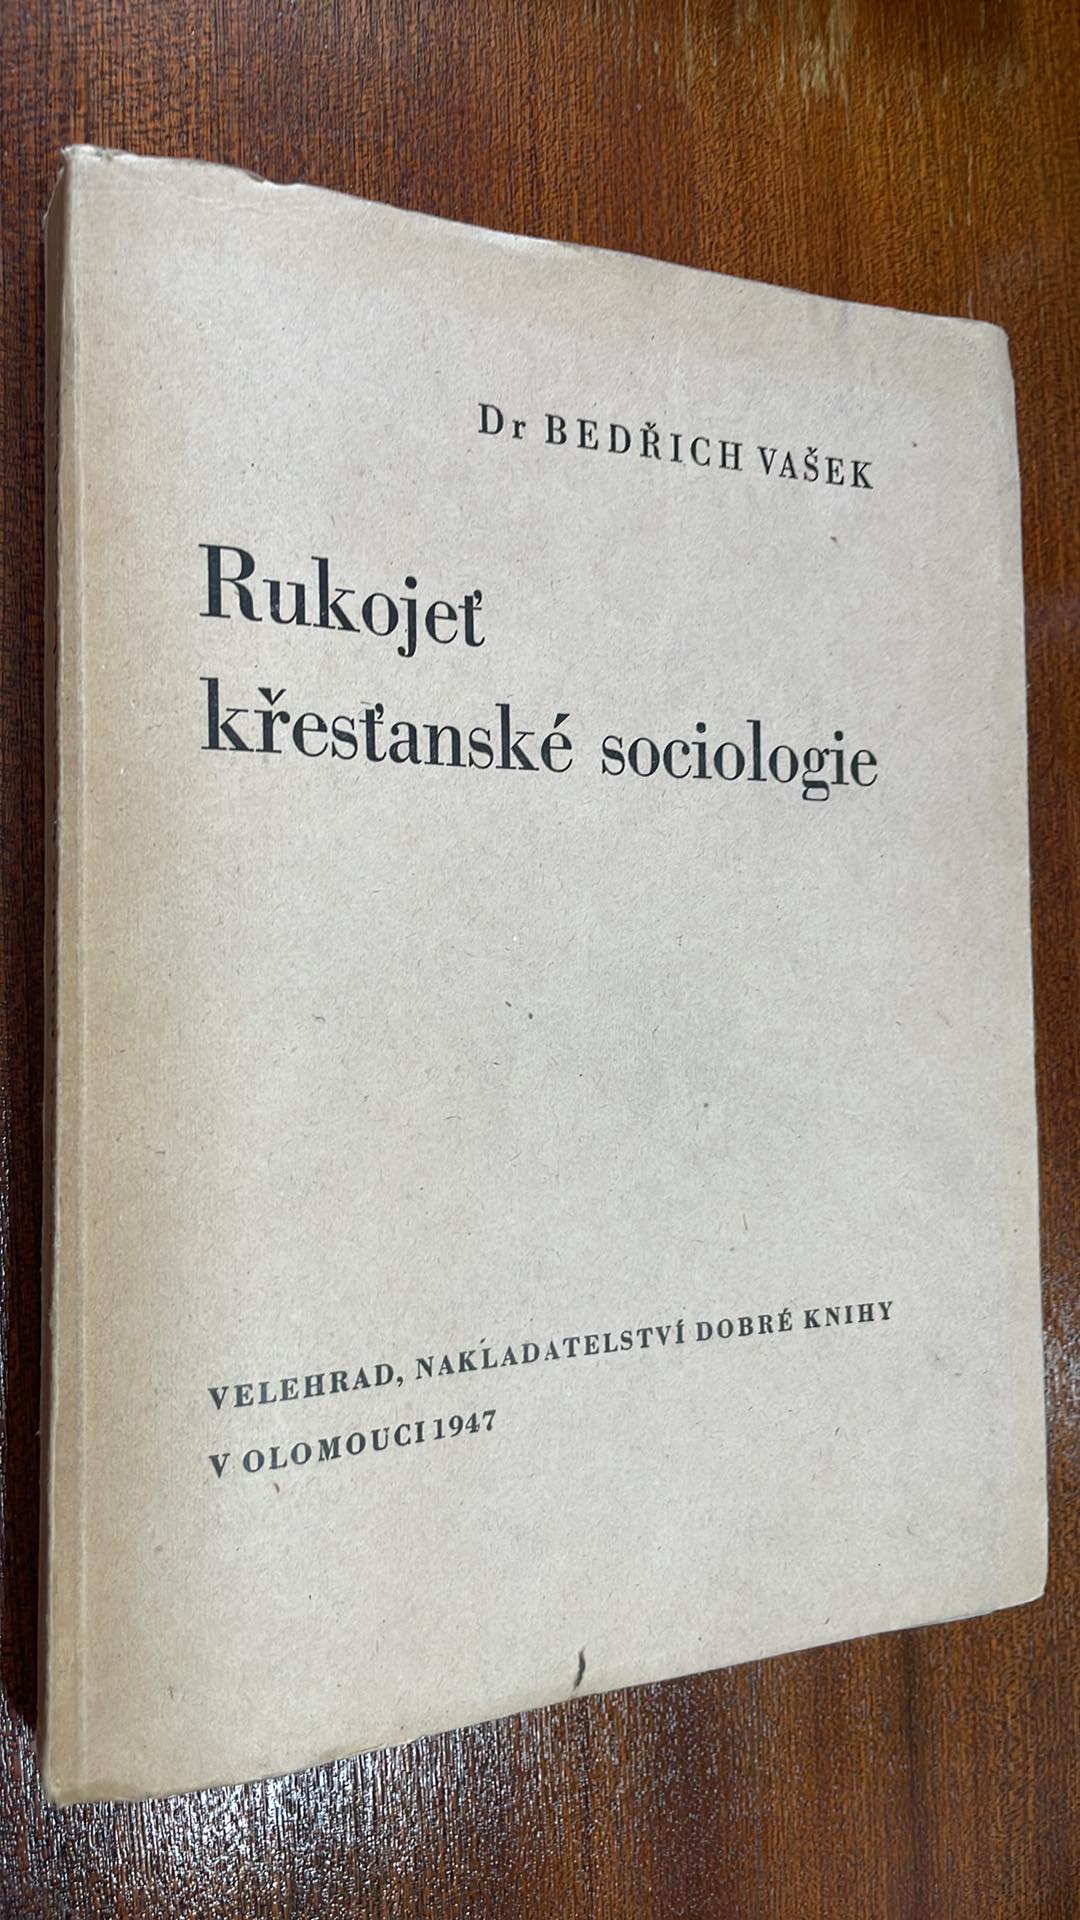 Dr BEDŘICH VAŠEK
Rukojeť
křesťanské sociologie
VELEHRAD, NAKLADATELSTVÍ DOBRÉ KNIHY
V OLOMOUCI 1947